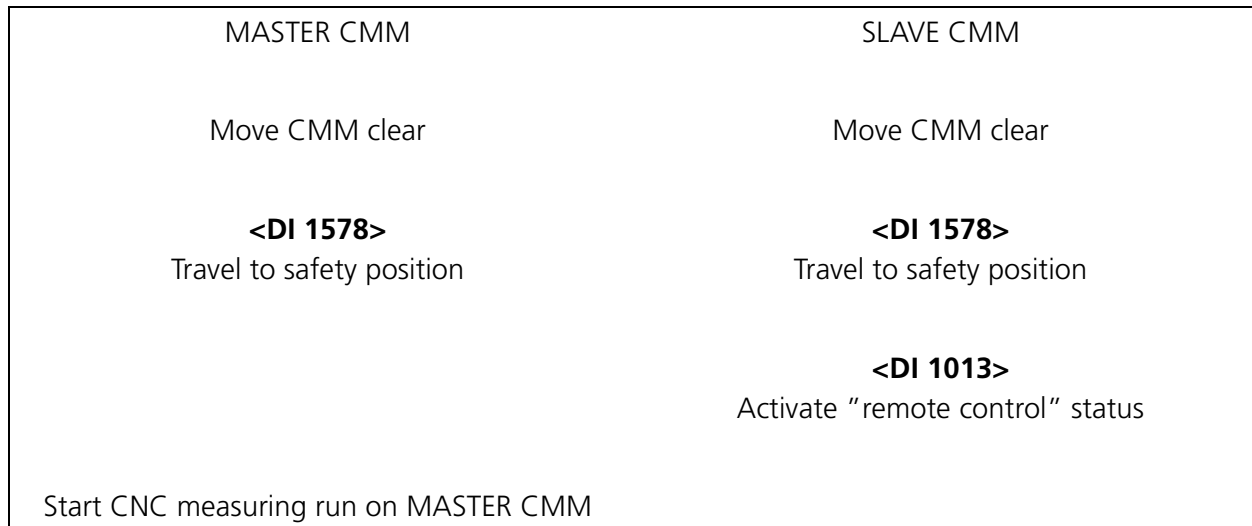 MASTER CMM
SLAVE CMM
Move CMM clear
Move CMM clear
<DI 1578>
<DI 1578>
Travel to safety position
Travel to safety position
<DI 1013>
Activate ″remote control″ status
Start CNC measuring run on MASTER CMM